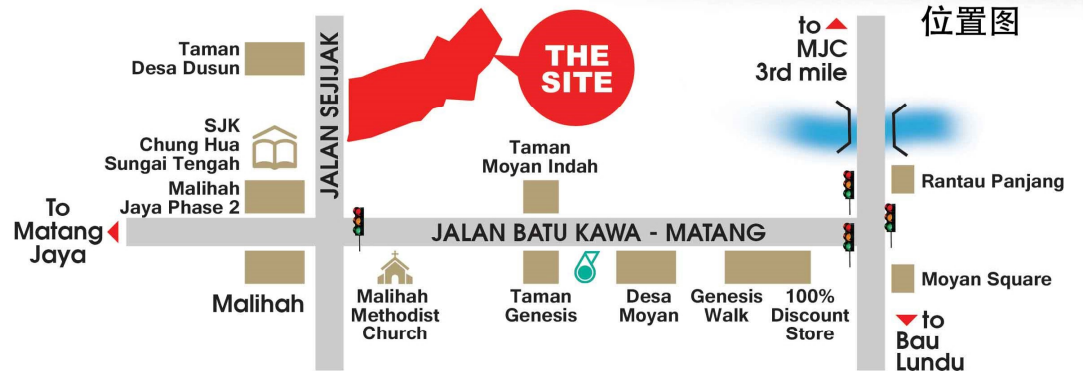 位置图
to
MJC
3rd mile
THE
SITE
Taman
Desa Dusun
JALAN SEJIJAK
SJK
Chung Hua
Sungai Tengah
Taman
Moyan Indah
Malihah
Jaya Phase 2
Rantau Panjang
To
Matang
Jaya
JALAN BATU KAWA - MATANG
Malihah
Malihah
Methodist
Church
Taman
Genesis
Desa
Moyan
Genesis
Walk
100%
Discount
Store
Moyan Square
to
Bau
Lundu